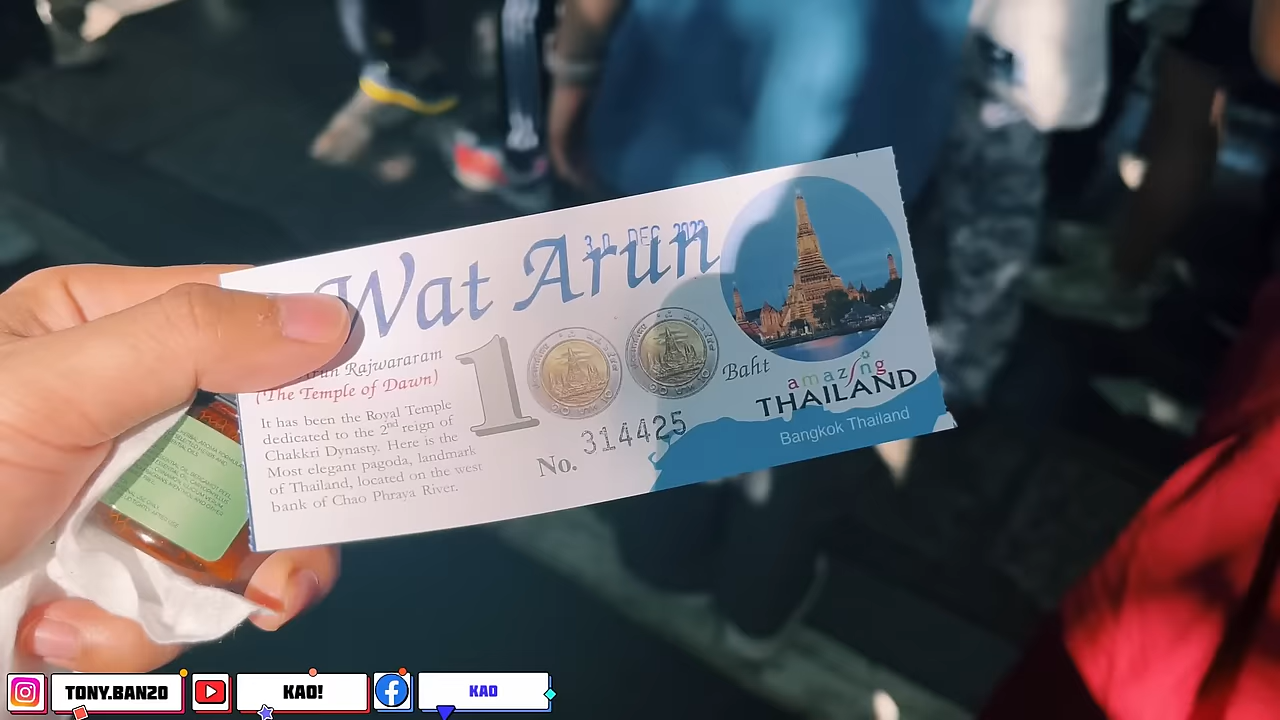 30 DEC 2022
Wat Arun
Arun Rajwararam
(The Temple of Dawn)
It has been the Royal Temple
dedicated to the 2nd reign of
Chakkri Dynasty. Here is the
Most elegant pagoda, landmark
of Thailand, located on the west
bank of Chao Phraya River.
1
Baht
No. 314425
amazing
THAILAND
Bangkok Thailand
TONY.BAN20
KAO!
KAO